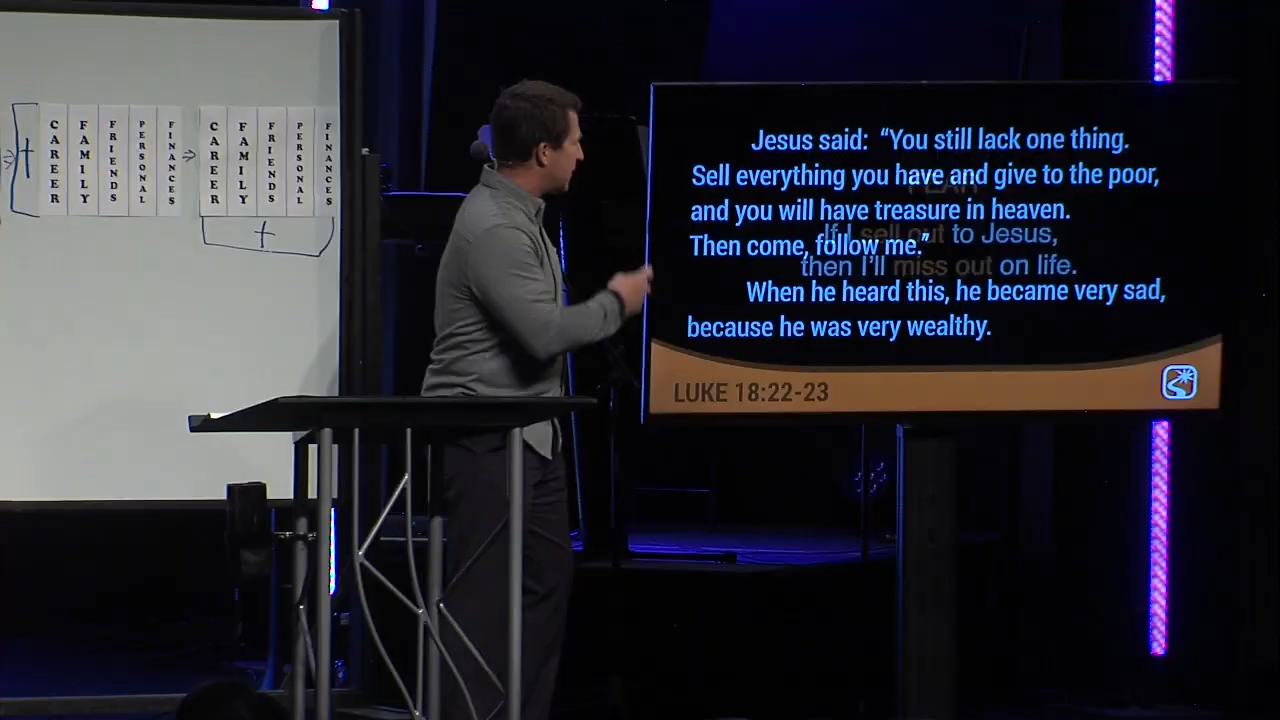 CAREER
FAMILY
FRIENDS
PERSONAL
FINANCES
CAREER
FAMILY
FRIENDS
PERSONAL
FINANCES
Jesus said: “You still lack one thing.
Sell everything you have and give to the poor,
and you will have treasure in heaven.
Then come, follow me.”
When he heard this, he became very sad,
because he was very wealthy.
If I sell out to Jesus,
then I’ll miss out on life.
LUKE 18:22-23